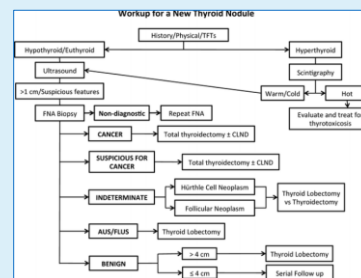 Workup for a New Thyroid Nodule
History/Physical/TFTs
Hypothyroid/Euthyroid
Hyperthyroid
Ultrasound
Scintigraphy
>1 cm/Suspicious features
Warm/Cold
Hot
FNA Biopsy
Non-diagnostic
Repeat FNA
Evaluate and treat for
thyrotoxicosis
CANCER
Total thyroidectomy ± CLND
SUSPICIOUS FOR
CANCER
Total thyroidectomy ± CLND
INDETERMINATE
Hürthle Cell Neoplasm
Follicular Neoplasm
Thyroid Lobectomy
vs Thyroidectomy
AUS/FLUS
Thyroid Lobectomy
BENIGN
> 4 cm
Thyroid Lobectomy
≤ 4 cm
Serial Follow up